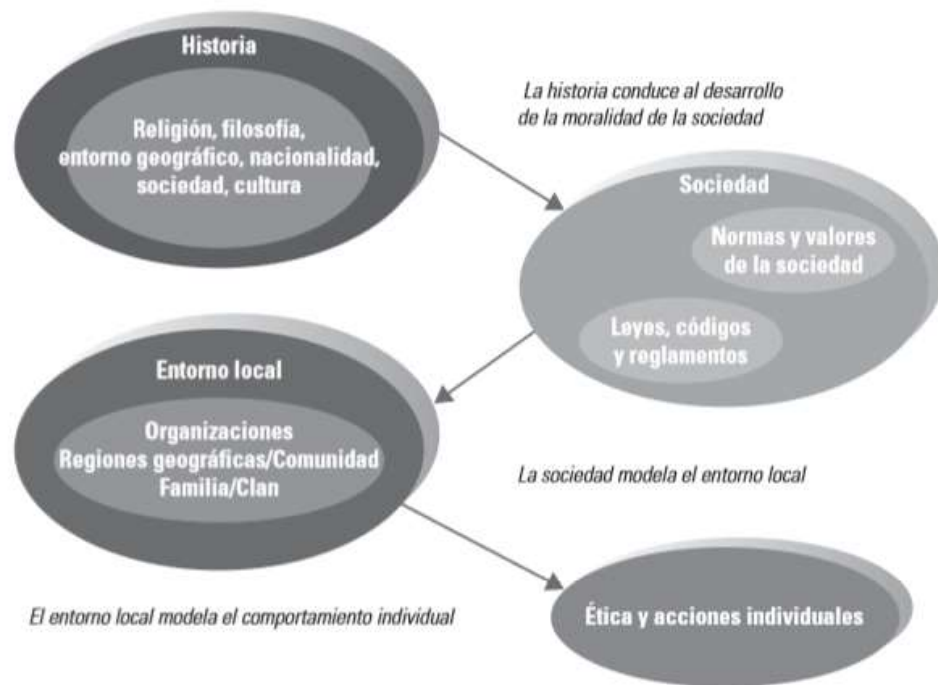 Historia
Religión, filosofía,
entorno geográfico, nacionalidad,
sociedad, cultura
La historia conduce al desarrollo
de la moralidad de la sociedad
Sociedad
Normas y valores
de la sociedad
Leyes, códigos
y reglamentos
Entorno local
Organizaciones
Regiones geográficas/Comunidad
Familia/Clan
La sociedad modela el entorno local
El entorno local modela el comportamiento individual
Ética y acciones individuales